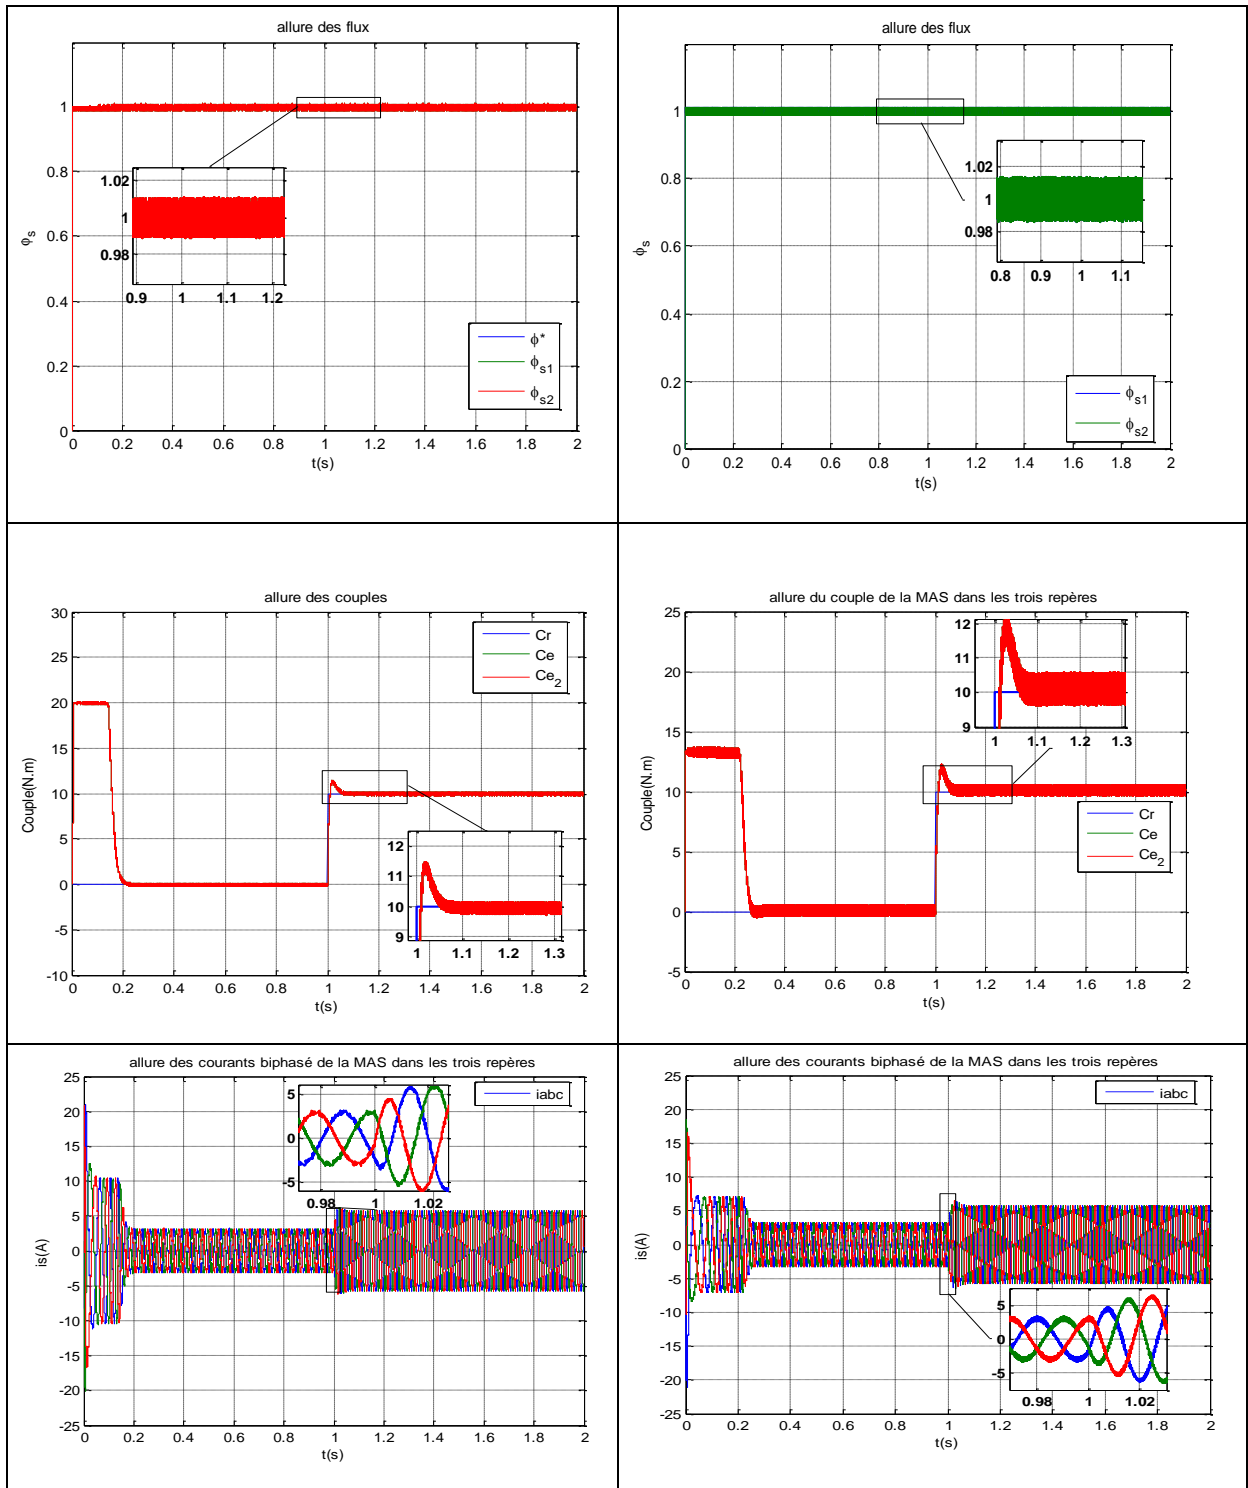 allure des flux
1
0.8
0.6
0.4
0.2
0
ϕs
1.02
1
0.98
0.9 1 1.1 1.2
ϕ*
ϕs1
ϕs2
0 0.2 0.4 0.6 0.8 1 1.2 1.4 1.6 1.8 2
t(s)
allure des flux
1
0.8
0.6
0.4
0.2
0
ϕs
1.02
1
0.98
0.8 0.9 1 1.1
ϕs1
ϕs2
0 0.2 0.4 0.6 0.8 1 1.2 1.4 1.6 1.8 2
t(s)
allure des couples
30
25
20
15
10
5
0
-5
-10
Couple(N.m)
Cr
Ce
Ce2
12
11
10
9
1 1.1 1.2 1.3
0 0.2 0.4 0.6 0.8 1 1.2 1.4 1.6 1.8 2
t(s)
allure du couple de la MAS dans les trois repères
25
20
15
10
5
0
-5
Couple(N.m)
12
11
10
9
1 1.1 1.2 1.3
Cr
Ce
Ce2
0 0.2 0.4 0.6 0.8 1 1.2 1.4 1.6 1.8 2
t(s)
allure des courants biphasé de la MAS dans les trois repères
25
20
15
10
5
0
-5
-10
-15
-20
-25
is(A)
iabc
5
0
-5
0.98 1 1.02
0 0.2 0.4 0.6 0.8 1 1.2 1.4 1.6 1.8 2
t(s)
allure des courants biphasé de la MAS dans les trois repères
25
20
15
10
5
0
-5
-10
-15
-20
-25
is(A)
iabc
5
0
-5
0.98 1 1.02
0 0.2 0.4 0.6 0.8 1 1.2 1.4 1.6 1.8 2
t(s)